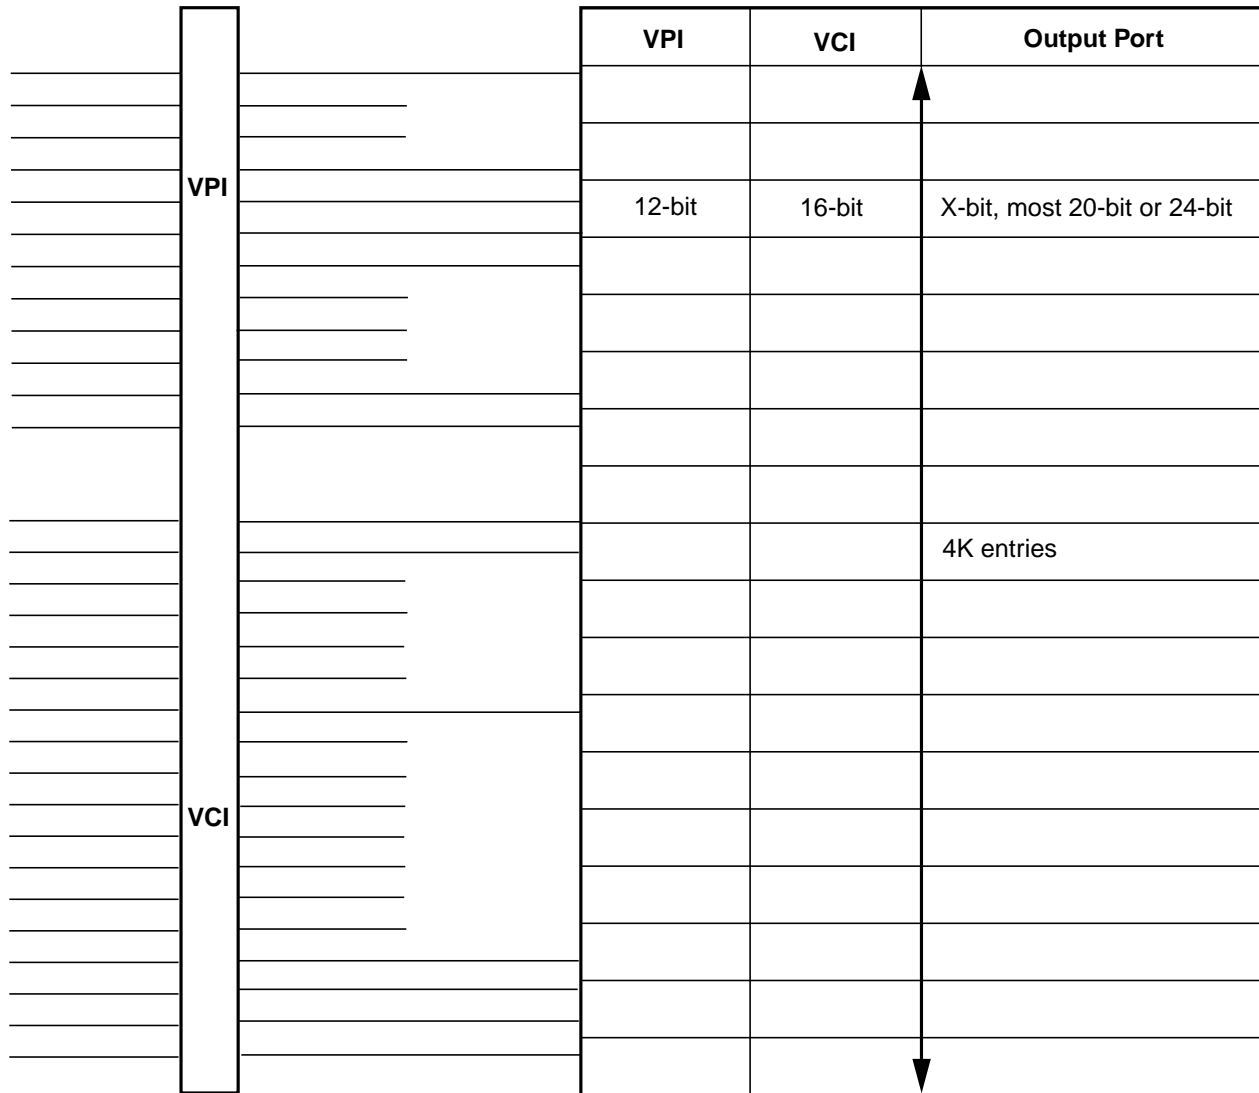 VPI VCI Output Port
VPI
12-bit 16-bit X-bit, most 20-bit or 24-bit
4K entries
VCI